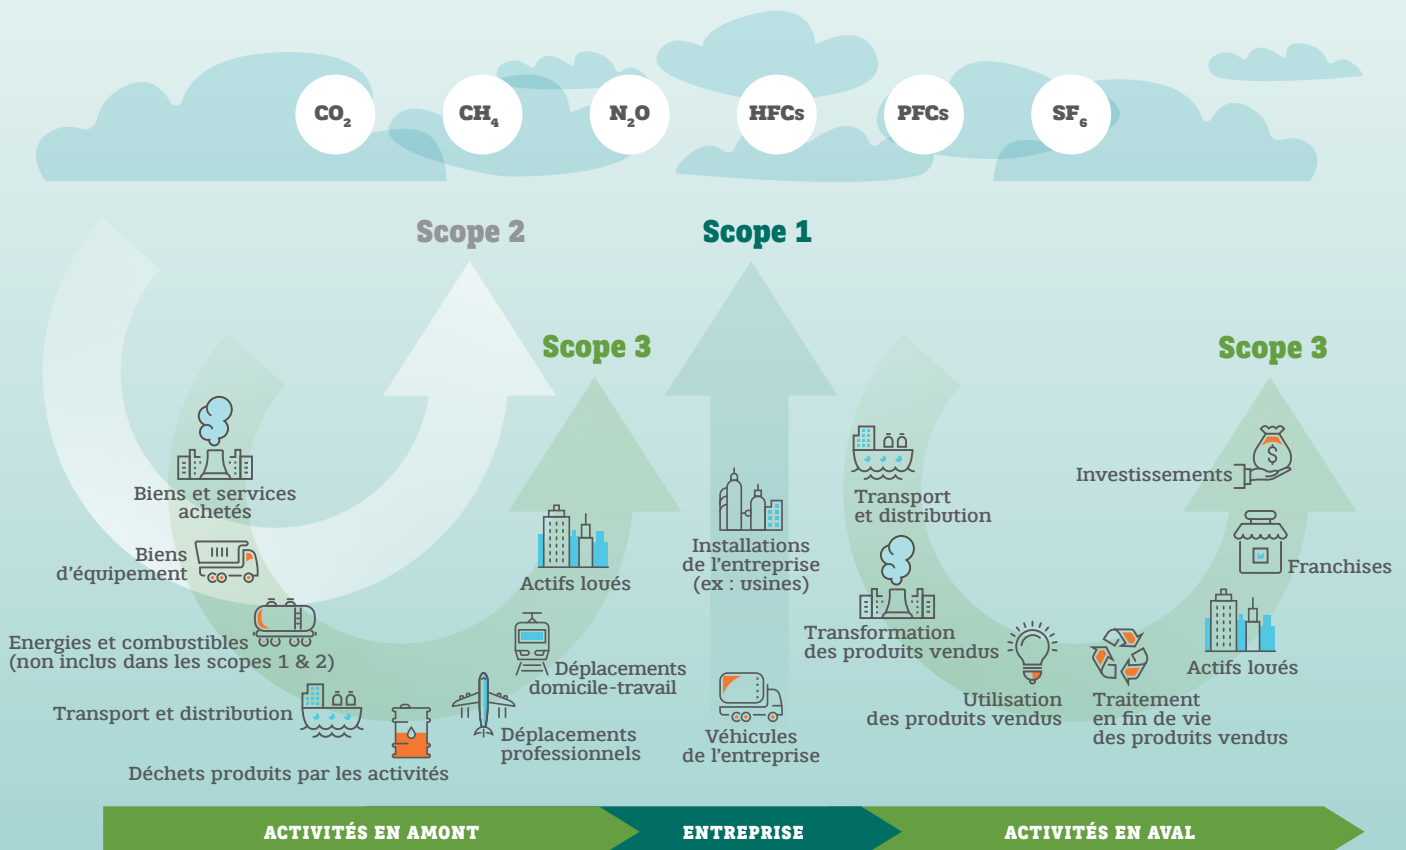 CO2
CH4
N2O
HFCs
PFCs
SF6
Scope 2
Scope 1
Scope 3
Scope 3
Biens et services
achetés
Biens
d'équipement
Energies et combustibles
(non inclus dans les scopes 1 & 2)
Transport et distribution
Déchets produits par les activités
Déplacements
professionnels
Déplacements
domicile-travail
Actifs loués
Installations
de l'entreprise
(ex : usines)
Véhicules
de l'entreprise
Transport
et distribution
Transformation
des produits vendus
Utilisation
des produits vendus
Traitement
en fin de vie
des produits vendus
Actifs loués
Franchises
Investissements
$
ACTIVITÉS EN AMONT
ENTREPRISE
ACTIVITÉS EN AVAL